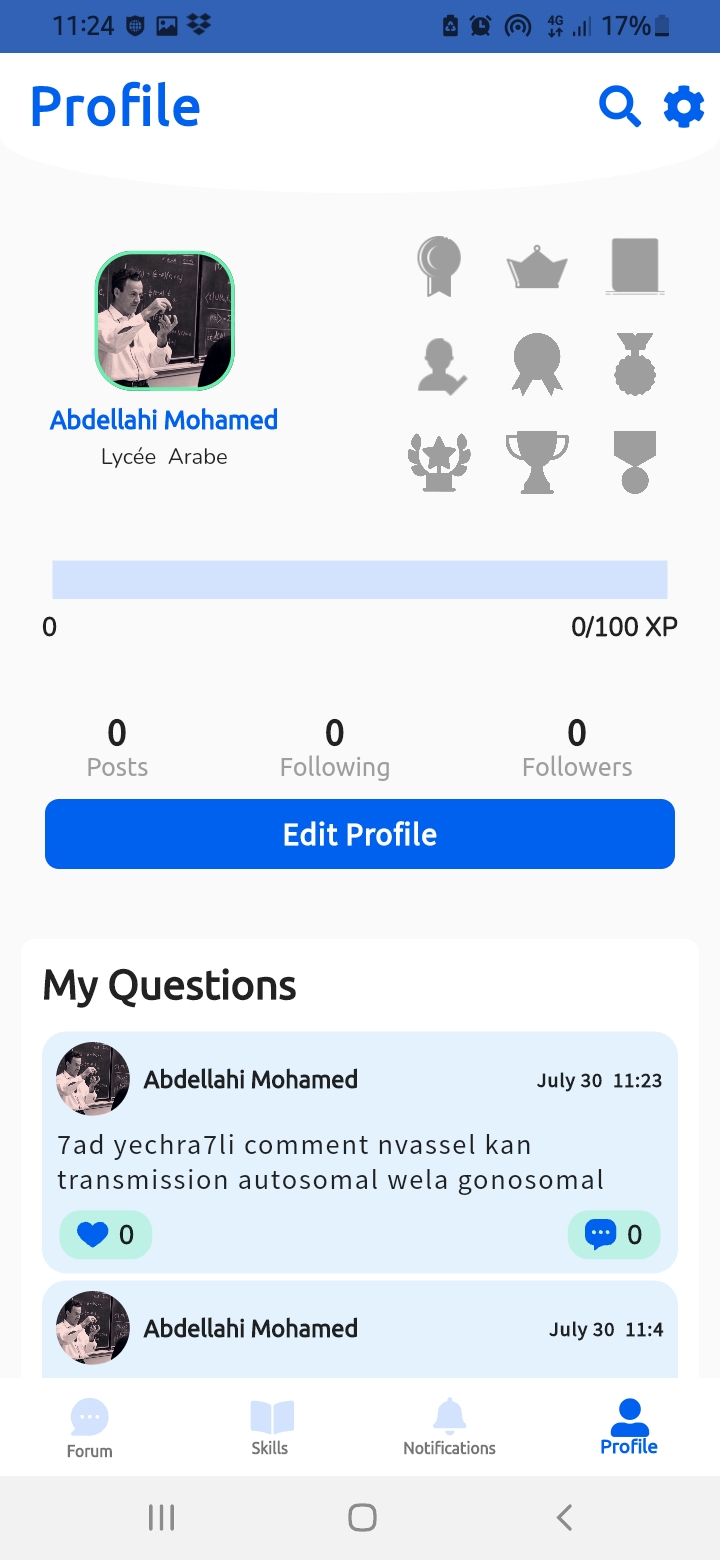 11:24 4G 17%
Profile
Abdellahi Mohamed
Lycée Arabe
0 0/100 XP
0 0 0
Posts Following Followers
Edit Profile
My Questions
Abdellahi Mohamed July 30 11:23
7ad yechra7li comment nvassel kan
transmission autosomal wela gonosomal
0 0
Abdellahi Mohamed July 30 11:4
Forum Skills Notifications Profile